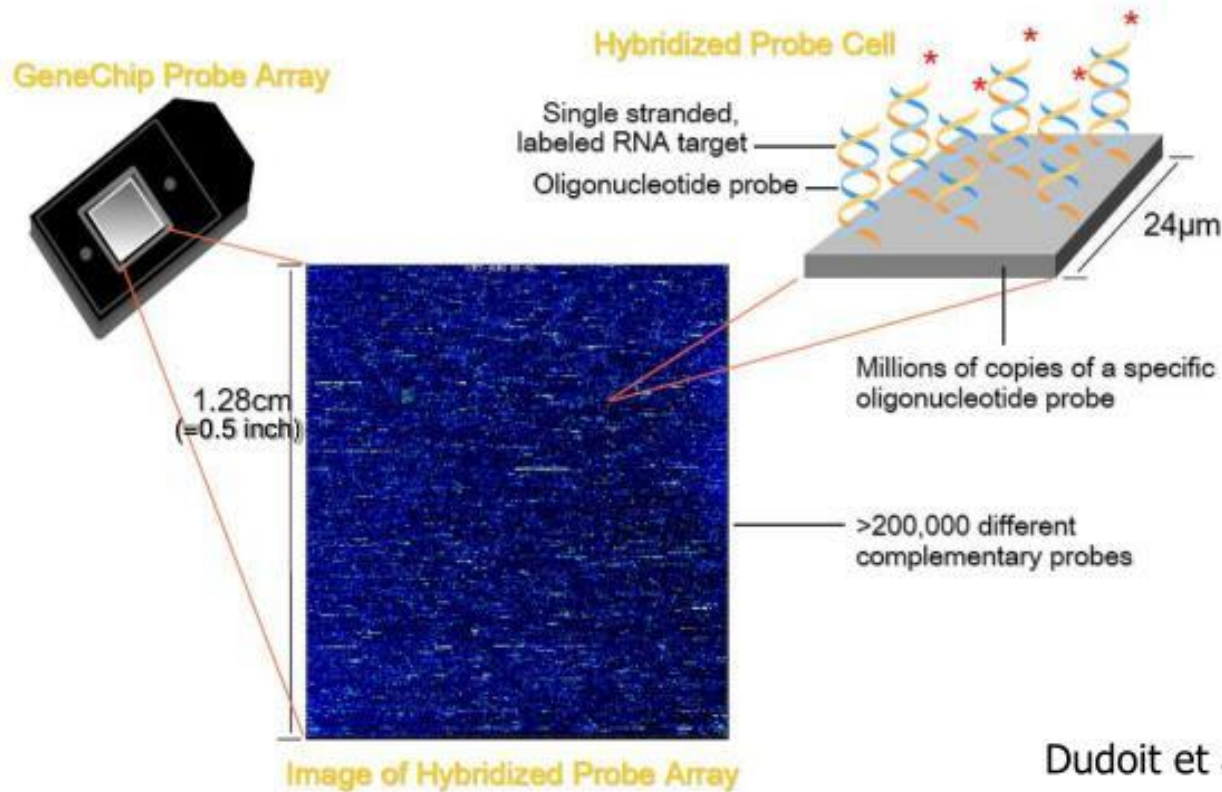 GeneChip Probe Array
Hybridized Probe Cell
Single stranded,
labeled RNA target
Oligonucleotide probe
24µm
1.28cm
(=0.5 inch)
Millions of copies of a specific
oligonucleotide probe
>200,000 different
complementary probes
Image of Hybridized Probe Array
Dudoit et